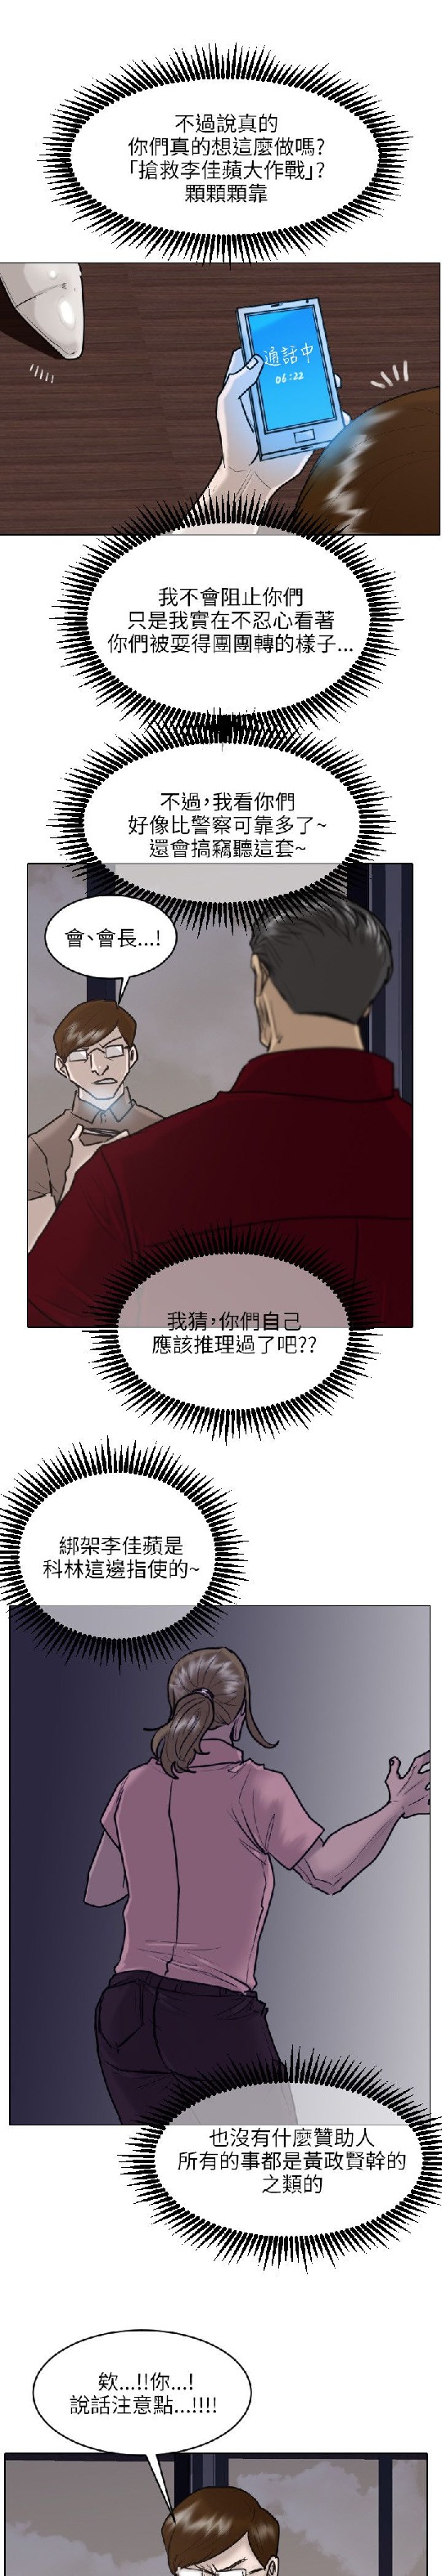 不過說真的
你們真的想這麼做嗎?
「搶救李佳蘋大作戰」?
顆顆顆靠
通話中
06:22
我不會阻止你們
只是我實在不忍心看著
你們被耍得團團轉的樣子...
不過,我看你們
好像比警察可靠多了~
還會搞竊聽這套~
會、會長...!
我猜,你們自己
應該推理過了吧??
綁架李佳蘋是
科林這邊指使的~
也沒有什麼贊助人
所有的事都是黃政賢幹的
之類的
欸...!!你...!
說話注意點...!!!!